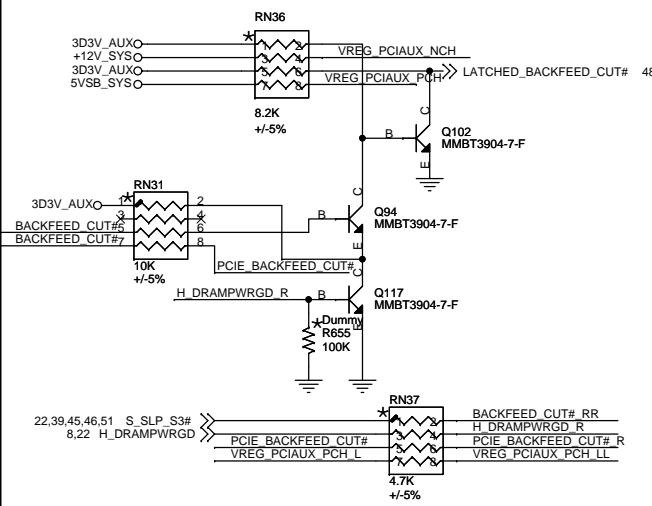 RN36
3D3V_AUX
+12V_SYS
3D3V_AUX
5VSB_SYS
* 1 2
3 4
5 6
7 8
VREG_PCIAUX_NCH
VREG_PCIAUX_PCH
LATCHED_BACKFEED_CUT# 48
8.2K
+/-5%
C
B
E
Q102
MMBT3904-7-F
RN31
3D3V_AUX
BACKFEED_CUT#
BACKFEED_CUT#
* 1 2
3 4
5 6
7 8
10K
+/-5%
C
B
E
Q94
MMBT3904-7-F
PCIE_BACKFEED_CUT#
C
H_DRAMPWRGD_R B
E
Q117
MMBT3904-7-F
*Dummy
R655
100K
RN37
22,39,45,46,51 S_SLP_S3#
8,22 H_DRAMPWRGD
PCIE_BACKFEED_CUT#
VREG_PCIAUX_PCH_L
* 1 2
3 4
5 6
7 8
BACKFEED_CUT#_RR
H_DRAMPWRGD_R
PCIE_BACKFEED_CUT#_R
VREG_PCIAUX_PCH_LL
4.7K
+/-5%